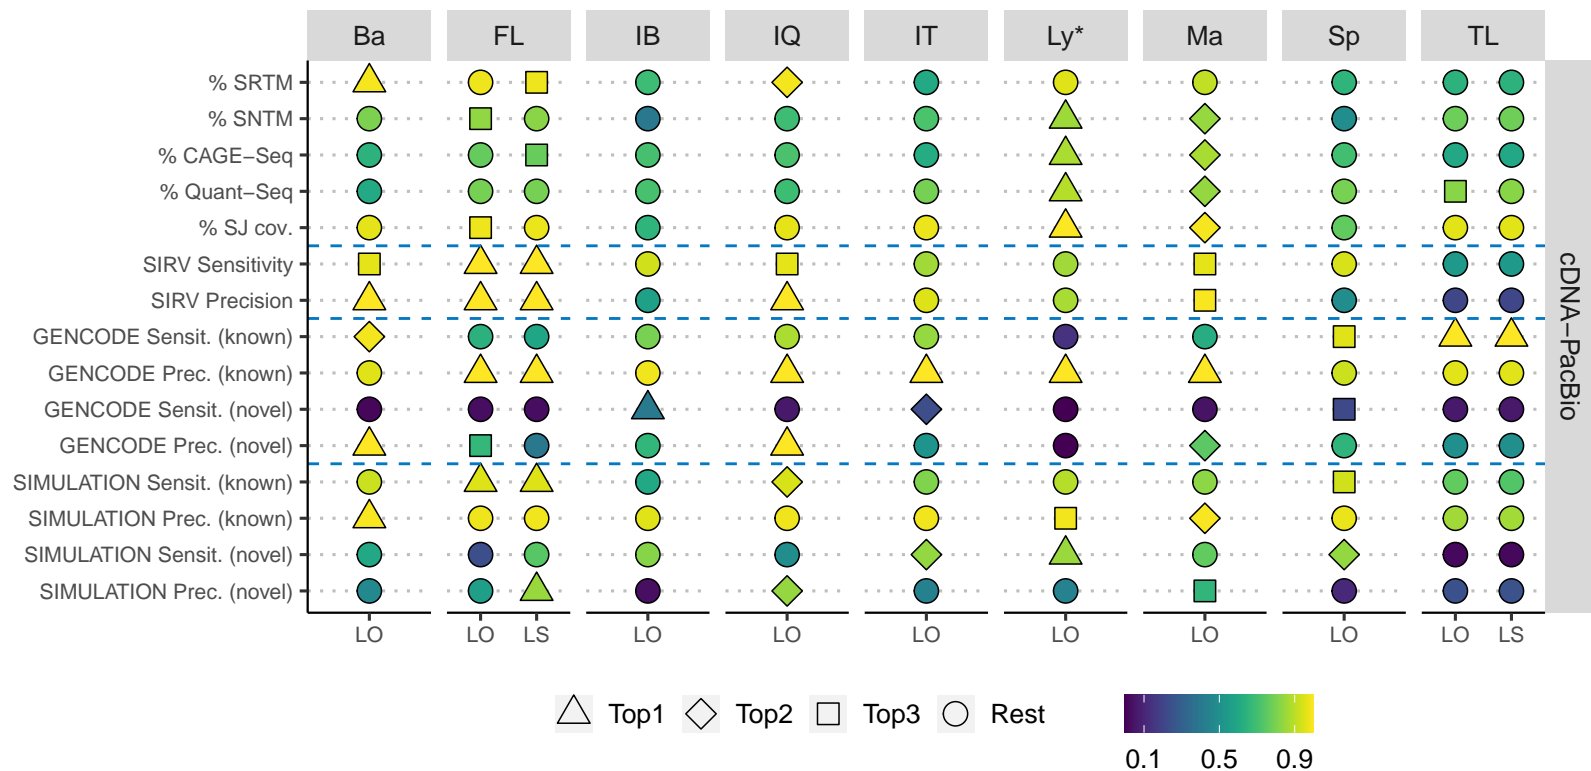 Ba FL IB IQ IT Ly* Ma Sp TL
% SRTM
% SNTM
% CAGE−Seq
% Quant−Seq
% SJ cov.
SIRV Sensitivity
SIRV Precision
GENCODE Sensit. (known)
GENCODE Prec. (known)
GENCODE Sensit. (novel)
GENCODE Prec. (novel)
SIMULATION Sensit. (known)
SIMULATION Prec. (known)
SIMULATION Sensit. (novel)
SIMULATION Prec. (novel)
cDNA−PacBio
LO LO LS LO LO LO LO LO LO LO LS
Top1 Top2 Top3 Rest
0.1 0.5 0.9